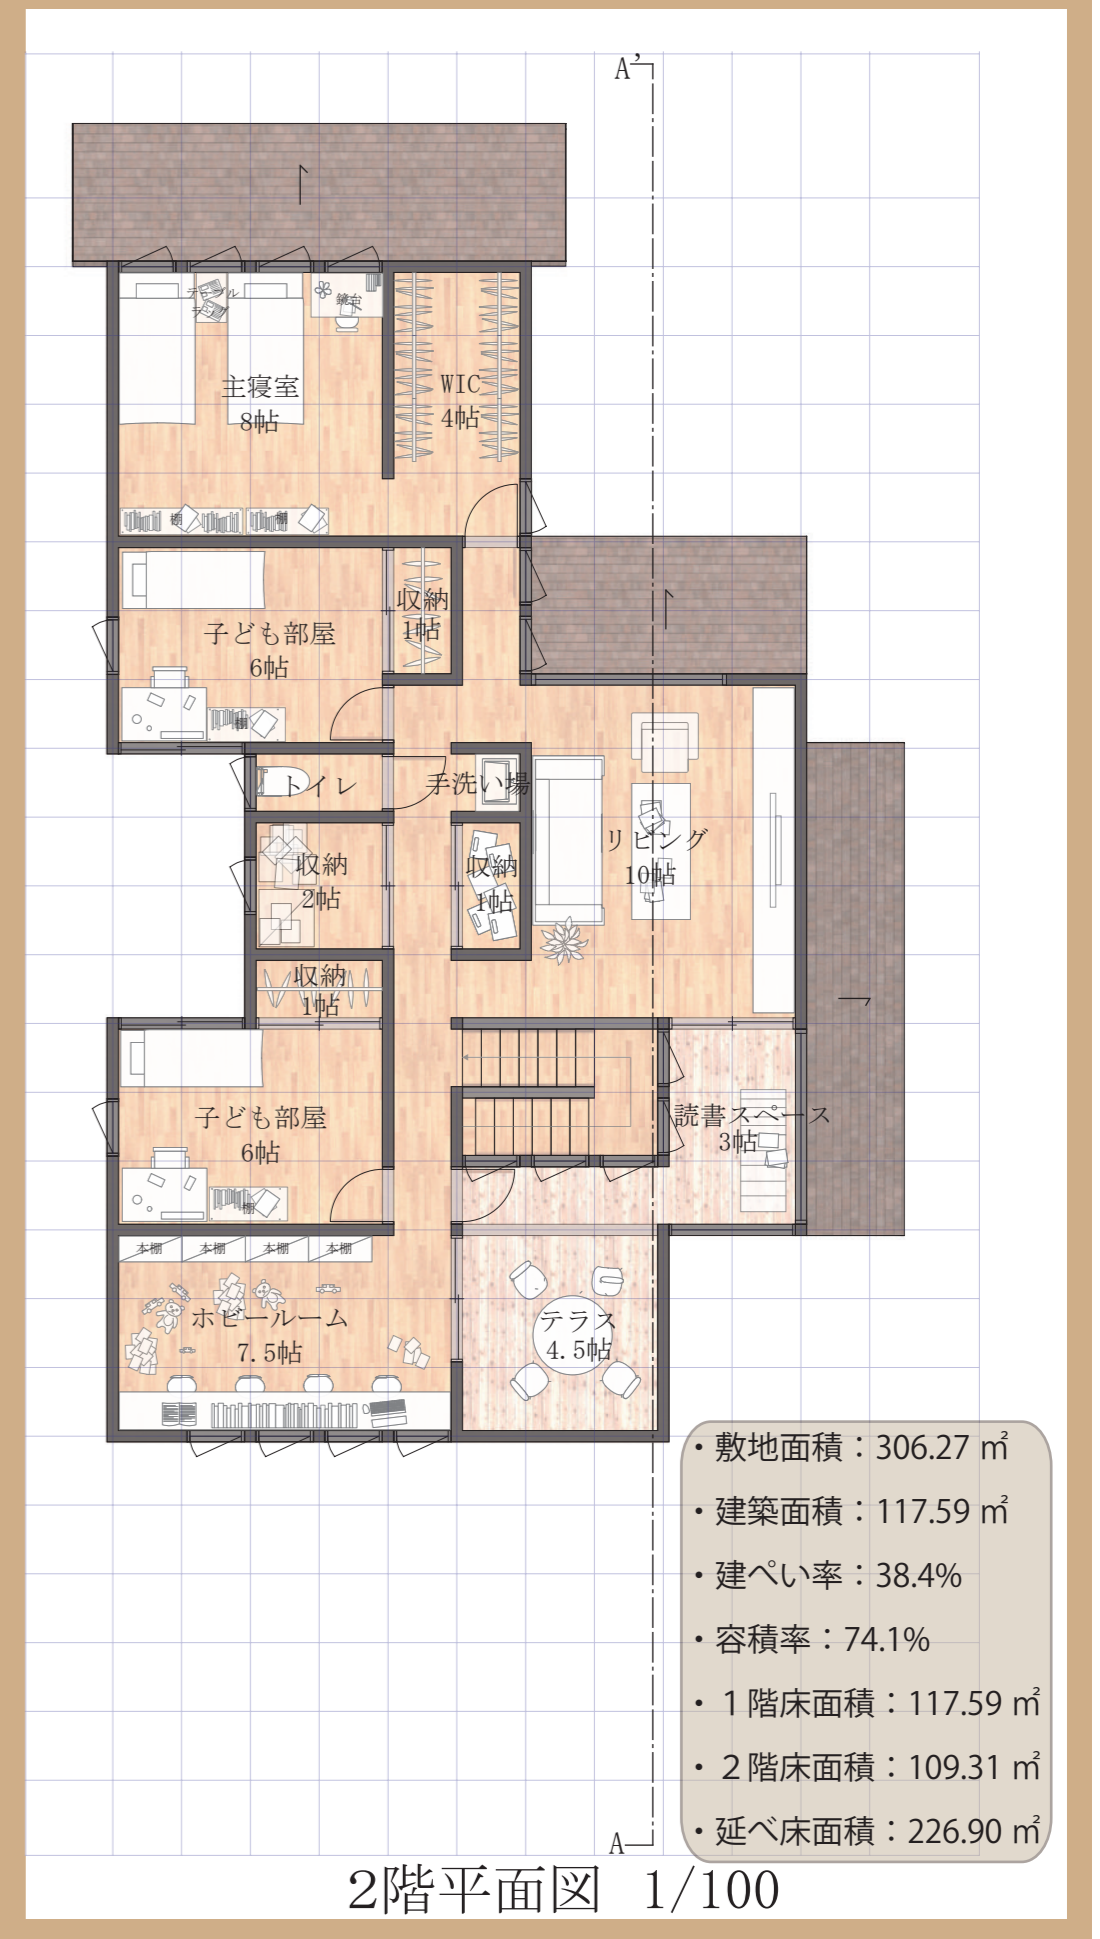 A’
テーブル
デスク
鏡台
主寝室
8帖
WIC
4帖
棚
棚
収納
1帖
子ども部屋
6帖
棚
トイレ
手洗い場
リビング
10帖
収納
2帖
収納
1帖
収納
1帖
子ども部屋
6帖
棚
読書スペース
3帖
本棚
本棚
本棚
本棚
ホビールーム
7.5帖
テラス
4.5帖
・敷地面積：306.27 ㎡
・建築面積：117.59 ㎡
・建ぺい率：38.4%
・容積率：74.1%
・１階床面積：117.59 ㎡
・２階床面積：109.31 ㎡
・延べ床面積：226.90 ㎡
A
2階平面図 1/100